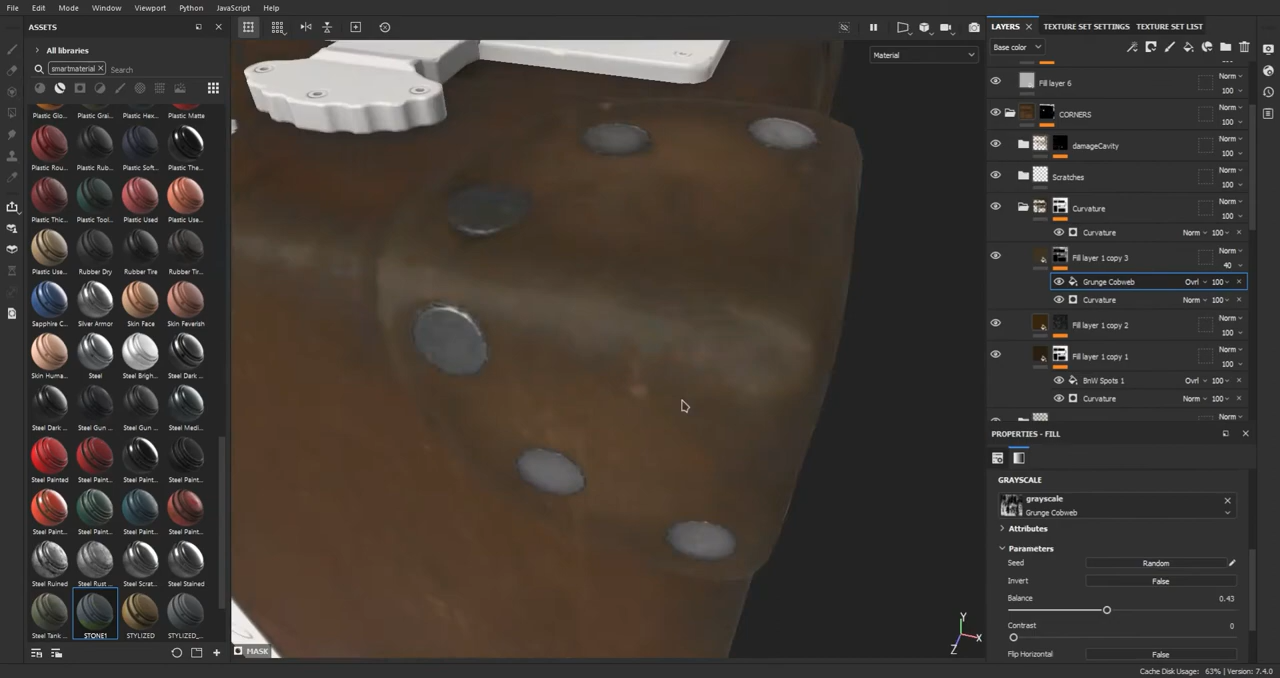 File Edit Mode Window Viewport Python JavaScript Help
ASSETS
All libraries
smartmaterial
Search
Plastic Glo... Plastic Grai... Plastic Hex... Plastic Matte
Plastic Rou... Plastic Rub... Plastic Soft... Plastic The...
Plastic Thic... Plastic Tool... Plastic Used Plastic Use...
Plastic Use... Rubber Dry Rubber Tire Rubber Tir...
Sapphire C... Silver Armor Skin Face Skin Feverish
Skin Huma... Steel Steel Brigh... Steel Dark ...
Steel Dark ... Steel Gun ... Steel Gun ... Steel Medi...
Steel Paint... Steel Paint... Steel Paint... Steel Paint...
Steel Paint... Steel Paint... Steel Paint... Steel Paint...
Steel Ruined Steel Rust ... Steel Scrat... Steel Stained
Steel Tank ... STONE1 STYLIZED STYLIZED_...
Material
MASK
Y
X
Z
LAYERS
TEXTURE SET SETTINGS
TEXTURE SET LIST
Base color
Norm
100
Fill layer 6
Norm
100
CORNERS
Norm
100
damageCavity
Norm
100
Scratches
Norm
100
Curvature
Norm
100
Curvature Norm 100
Fill layer 1 copy 3
Norm
40
Grunge Cobweb Ovrl 100
Curvature Norm 100
Fill layer 1 copy 2
Norm
100
Fill layer 1 copy 1
Norm
100
BnW Spots 1 Ovrl 100
Curvature Norm 100
Norm
PROPERTIES - FILL
GRAYSCALE
grayscale
Grunge Cobweb
Attributes
Parameters
Seed Random
Invert False
Balance 0.43
Contrast 0
Flip Horizontal False
Cache Disk Usage: 63% | Version: 7.4.0